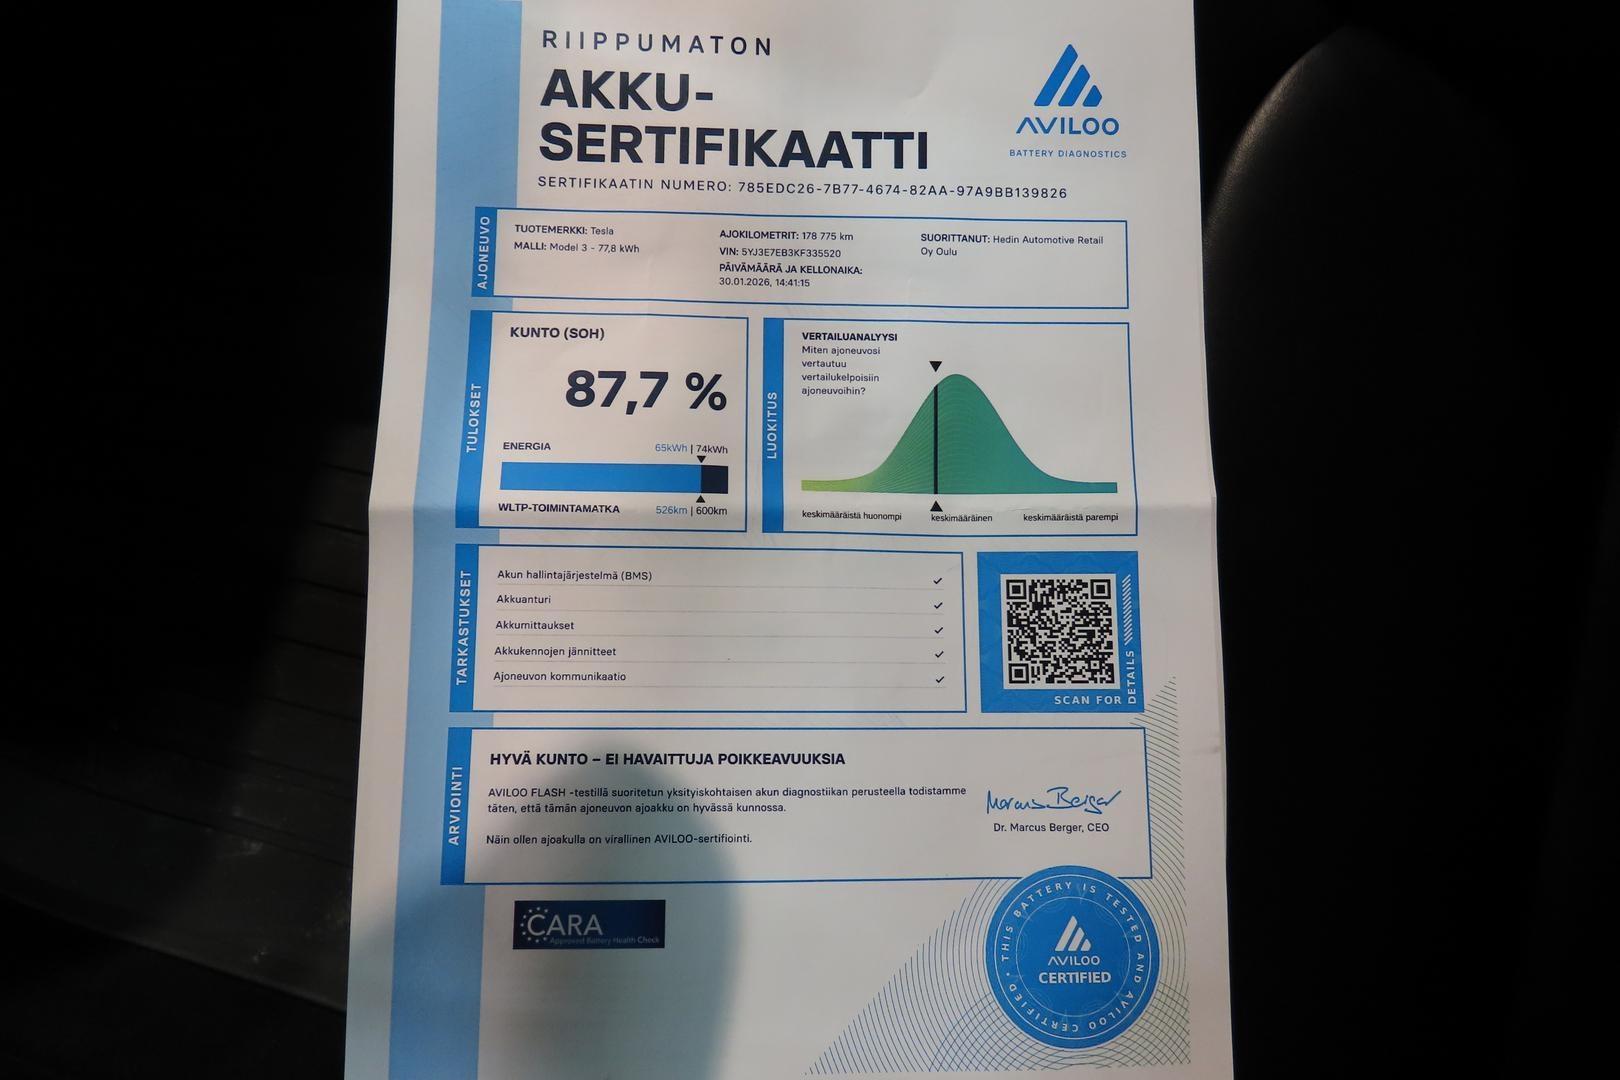 RIIPPUMATON
AKKU-
SERTIFIKAATTI
SERTIFIKAATIN NUMERO: 785EDC26-7B77-4674-82AA-97A9BB139826
AVILOO
BATTERY DIAGNOSTICS
AJONEUVO
TUOTEMERKKI: Tesla
MALLI: Model 3 - 77,8 kWh
AJOKILOMETRIT: 178 775 km
VIN: 5YJ3E7EB3KF335520
PÄIVÄMÄÄRÄ JA KELLONAIKA:
30.01.2026, 14:41:15
SUORITTANUT: Hedin Automotive Retail
Oy Oulu
TULOKSET
KUNTO (SOH)
87,7 %
ENERGIA 65kWh | 74kWh
WLTP-TOIMINTAMATKA 526km | 600km
LUOKITUS
VERTAILUANALYYSI
Miten ajoneuvosi
vertautuu
vertailukelpoisiin
ajoneuvoihin?
keskimääräistä huonompi keskimääräinen keskimääräistä parempi
TARKASTUKSET
Akun hallintajärjestelmä (BMS)
Akkuanturi
Akkumittaukset
Akkukennojen jännitteet
Ajoneuvon kommunikaatio
SCAN FOR
DETAILS
ARVIOINTI
HYVÄ KUNTO – EI HAVAITTUJA POIKKEAVUUKSIA
AVILOO FLASH -testillä suoritetun yksityiskohtaisen akun diagnostiikan perusteella todistamme
täten, että tämän ajoneuvon ajoakku on hyvässä kunnossa.
Näin ollen ajoakulla on virallinen AVILOO-sertifiointi.
Marcus Berger
Dr. Marcus Berger, CEO
CARA
Approved Battery Health Check
THIS BATTERY IS TESTED AND AVILOO CERTIFIED
AVILOO
CERTIFIED